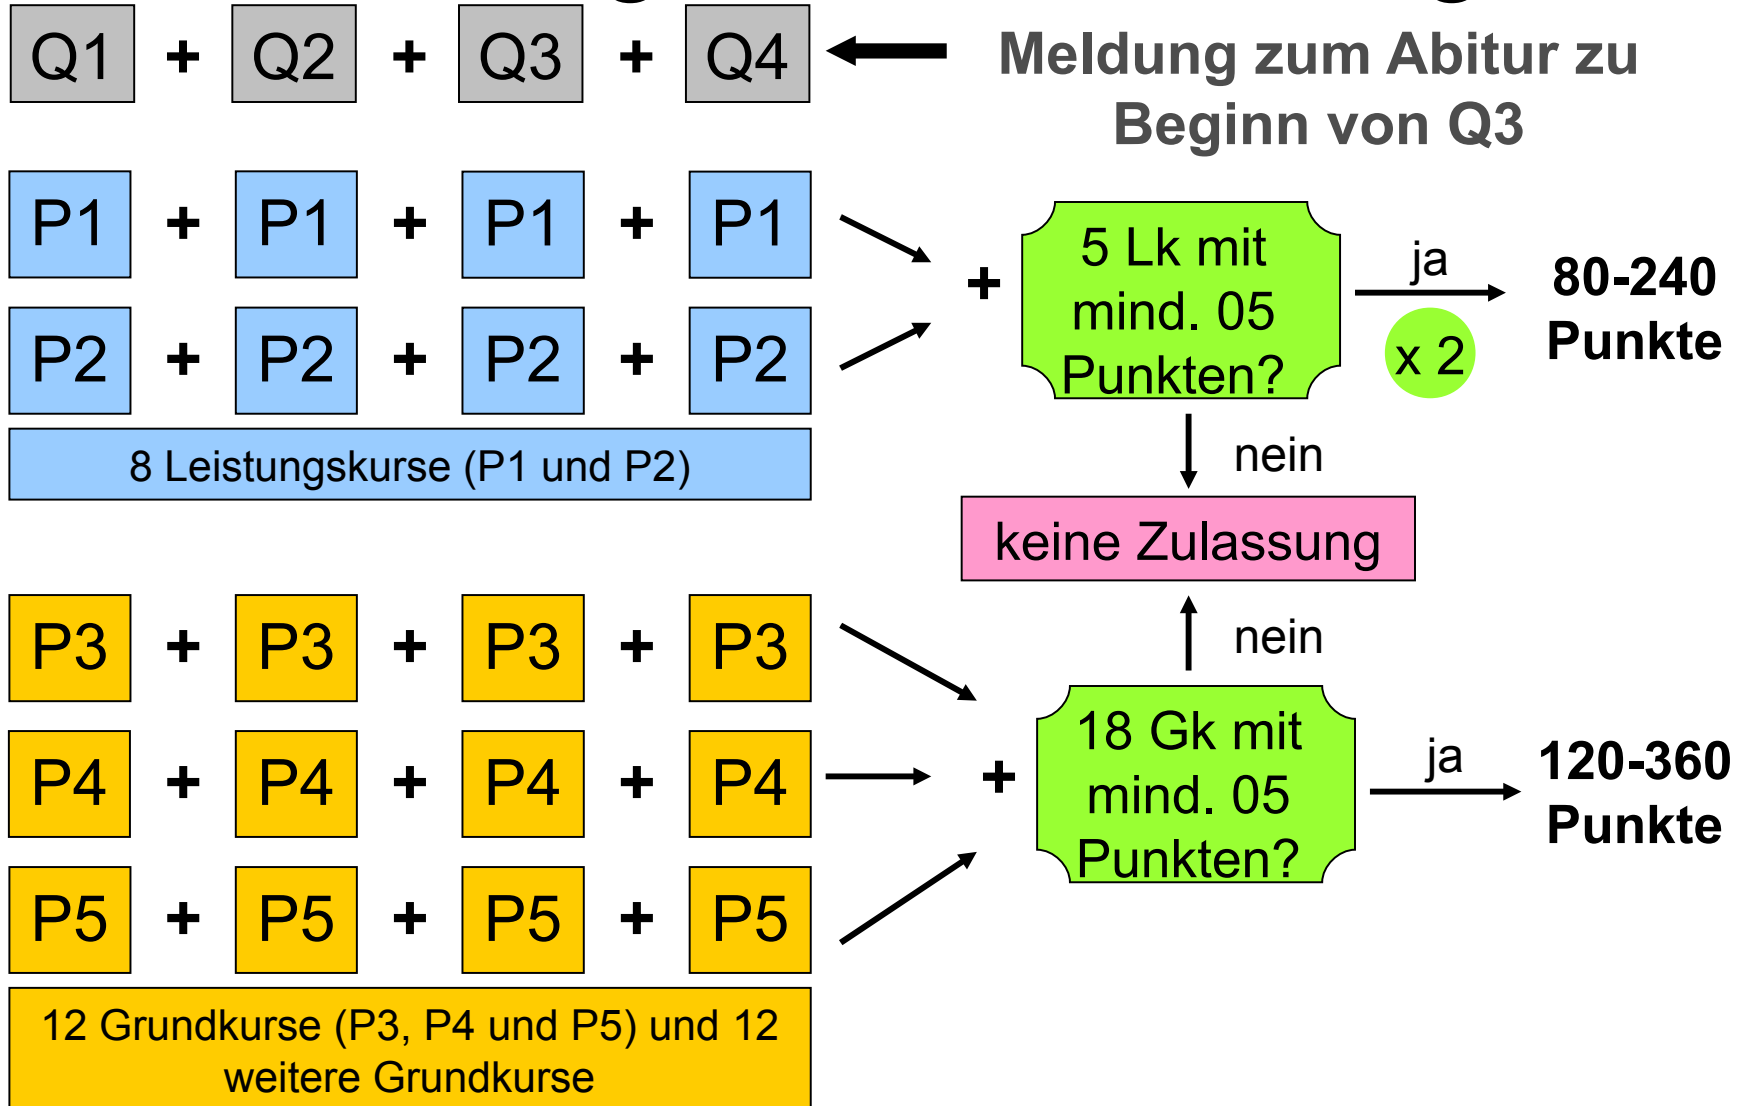 Q1 + Q2 + Q3 + Q4
Meldung zum Abitur zu
Beginn von Q3
P1 + P1 + P1 + P1
P2 + P2 + P2 + P2
8 Leistungskurse (P1 und P2)
+
5 Lk mit
mind. 05
Punkten?
ja
x 2
80-240
Punkte
nein
keine Zulassung
nein
P3 + P3 + P3 + P3
P4 + P4 + P4 + P4
P5 + P5 + P5 + P5
12 Grundkurse (P3, P4 und P5) und 12
weitere Grundkurse
+
18 Gk mit
mind. 05
Punkten?
ja
120-360
Punkte